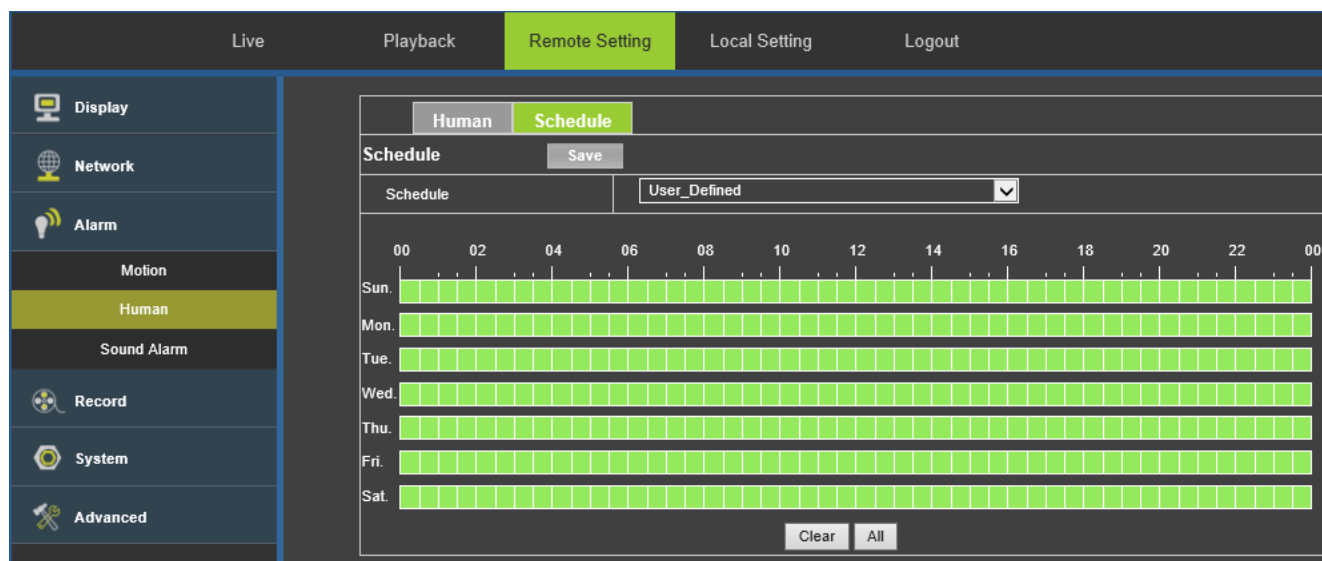 Live Playback Remote Setting Local Setting Logout
Display
Network
Alarm
Motion
Human
Sound Alarm
Record
System
Advanced
Human Schedule
Schedule Save
Schedule User_Defined
00 02 04 06 08 10 12 14 16 18 20 22 00
Sun.
Mon.
Tue.
Wed.
Thu.
Fri.
Sat.
Clear All